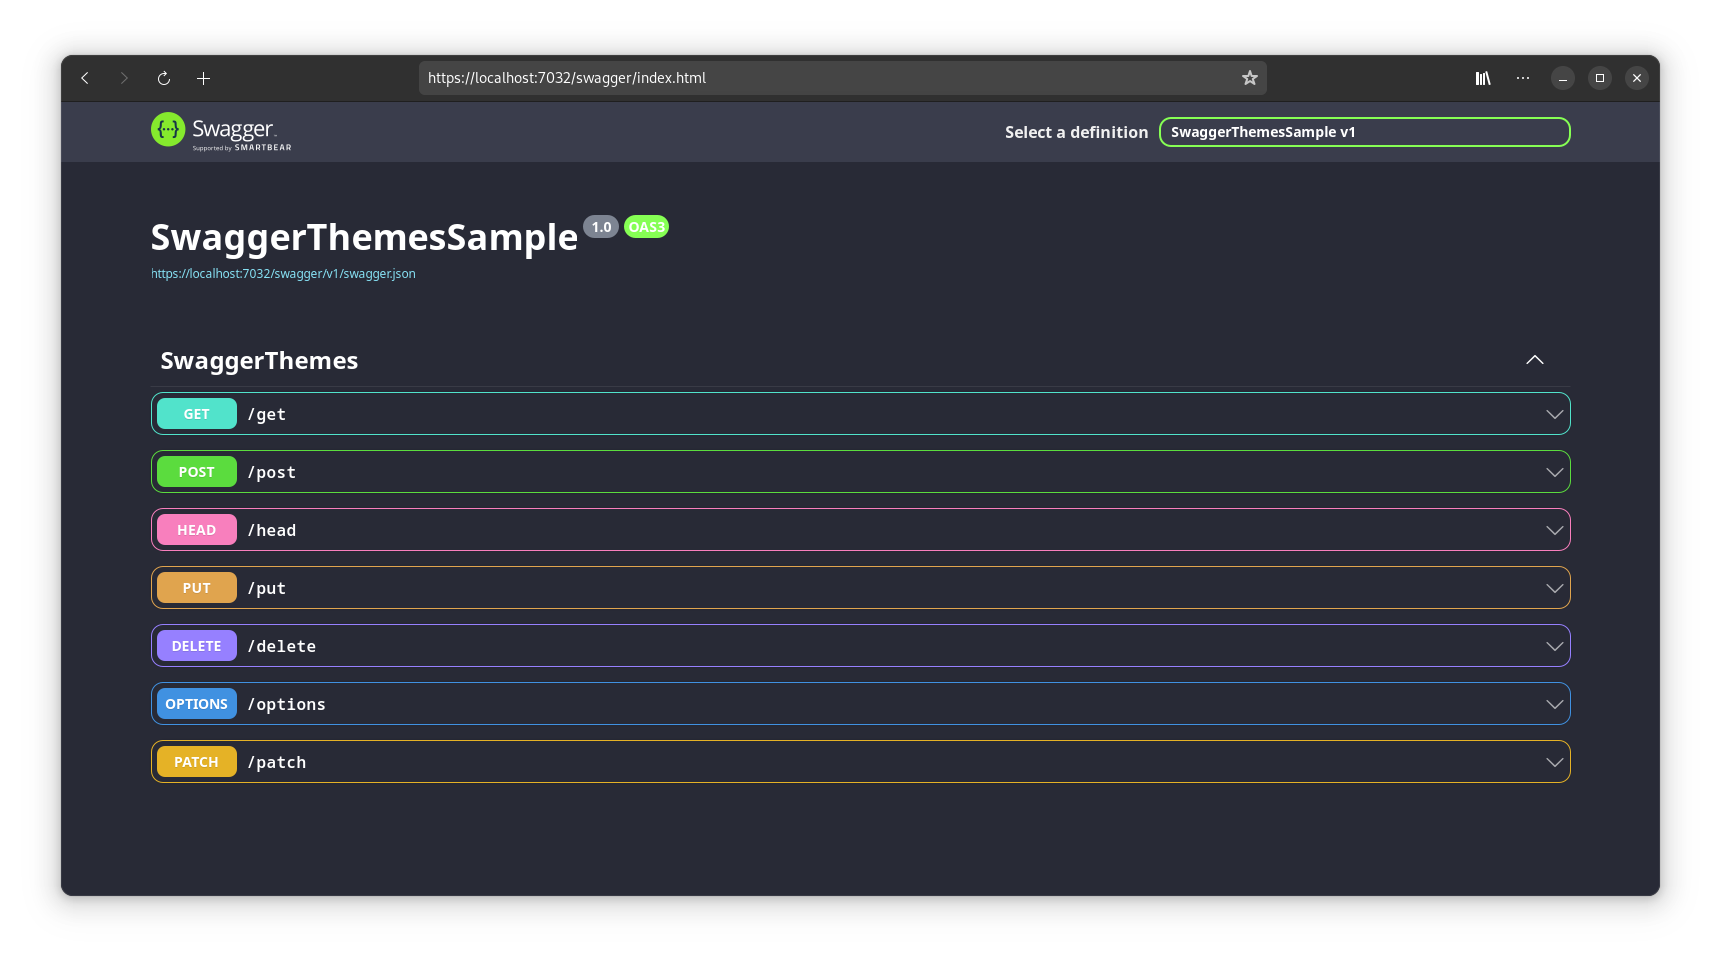 https://localhost:7032/swagger/index.html
{···} Swagger
Supported by SMARTBEAR
Select a definition SwaggerThemesSample v1
SwaggerThemesSample 1.0 OAS3
https://localhost:7032/swagger/v1/swagger.json
SwaggerThemes
GET /get
POST /post
HEAD /head
PUT /put
DELETE /delete
OPTIONS /options
PATCH /patch